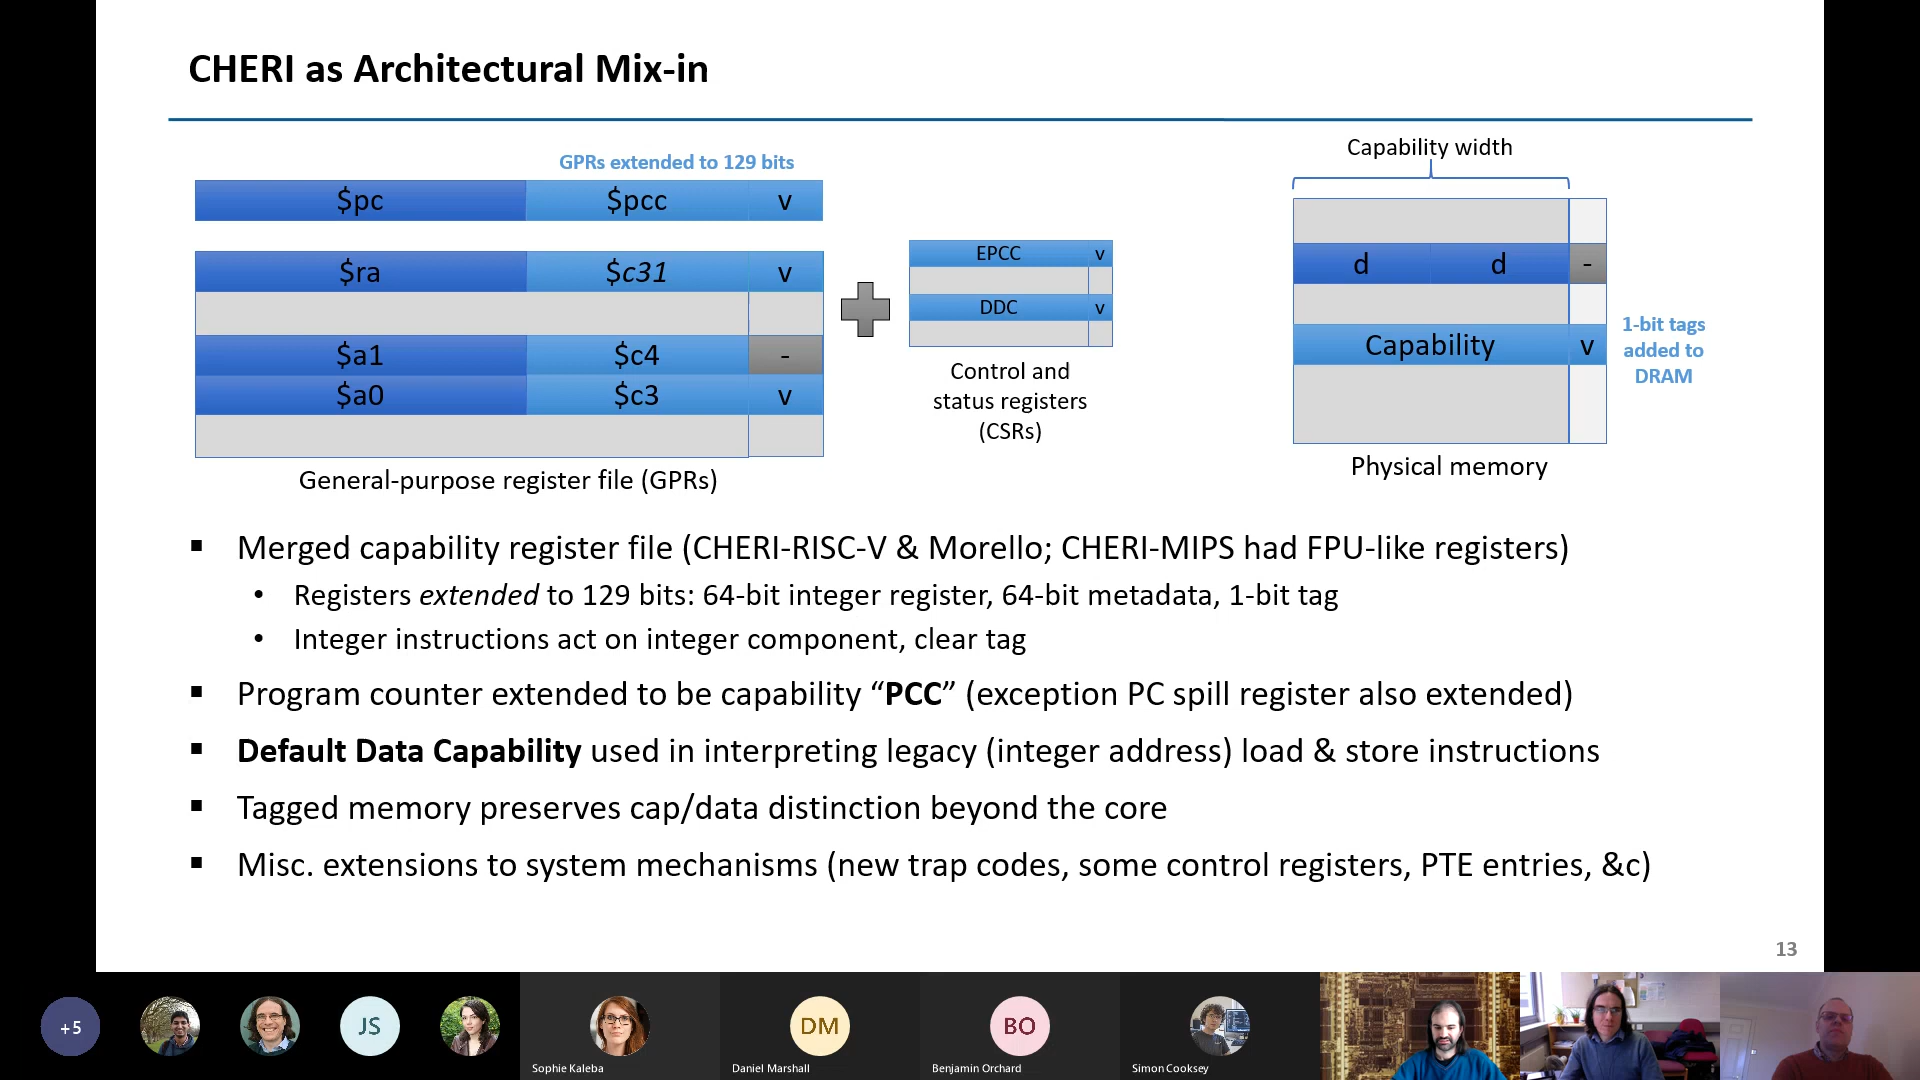 CHERI as Architectural Mix-in
GPRs extended to 129 bits
$pc $pcc v
$ra $c31 v
$a1 $c4 -
$a0 $c3 v
General-purpose register file (GPRs)
EPCC v
DDC v
Control and
status registers
(CSRs)
Capability width
d d -
Capability v
1-bit tags
added to
DRAM
Physical memory
▪ Merged capability register file (CHERI-RISC-V & Morello; CHERI-MIPS had FPU-like registers)
• Registers extended to 129 bits: 64-bit integer register, 64-bit metadata, 1-bit tag
• Integer instructions act on integer component, clear tag
▪ Program counter extended to be capability “PCC” (exception PC spill register also extended)
▪ Default Data Capability used in interpreting legacy (integer address) load & store instructions
▪ Tagged memory preserves cap/data distinction beyond the core
▪ Misc. extensions to system mechanisms (new trap codes, some control registers, PTE entries, &c)
13
+5
JS
DM
BO
Sophie Kaleba
Daniel Marshall
Benjamin Orchard
Simon Cooksey